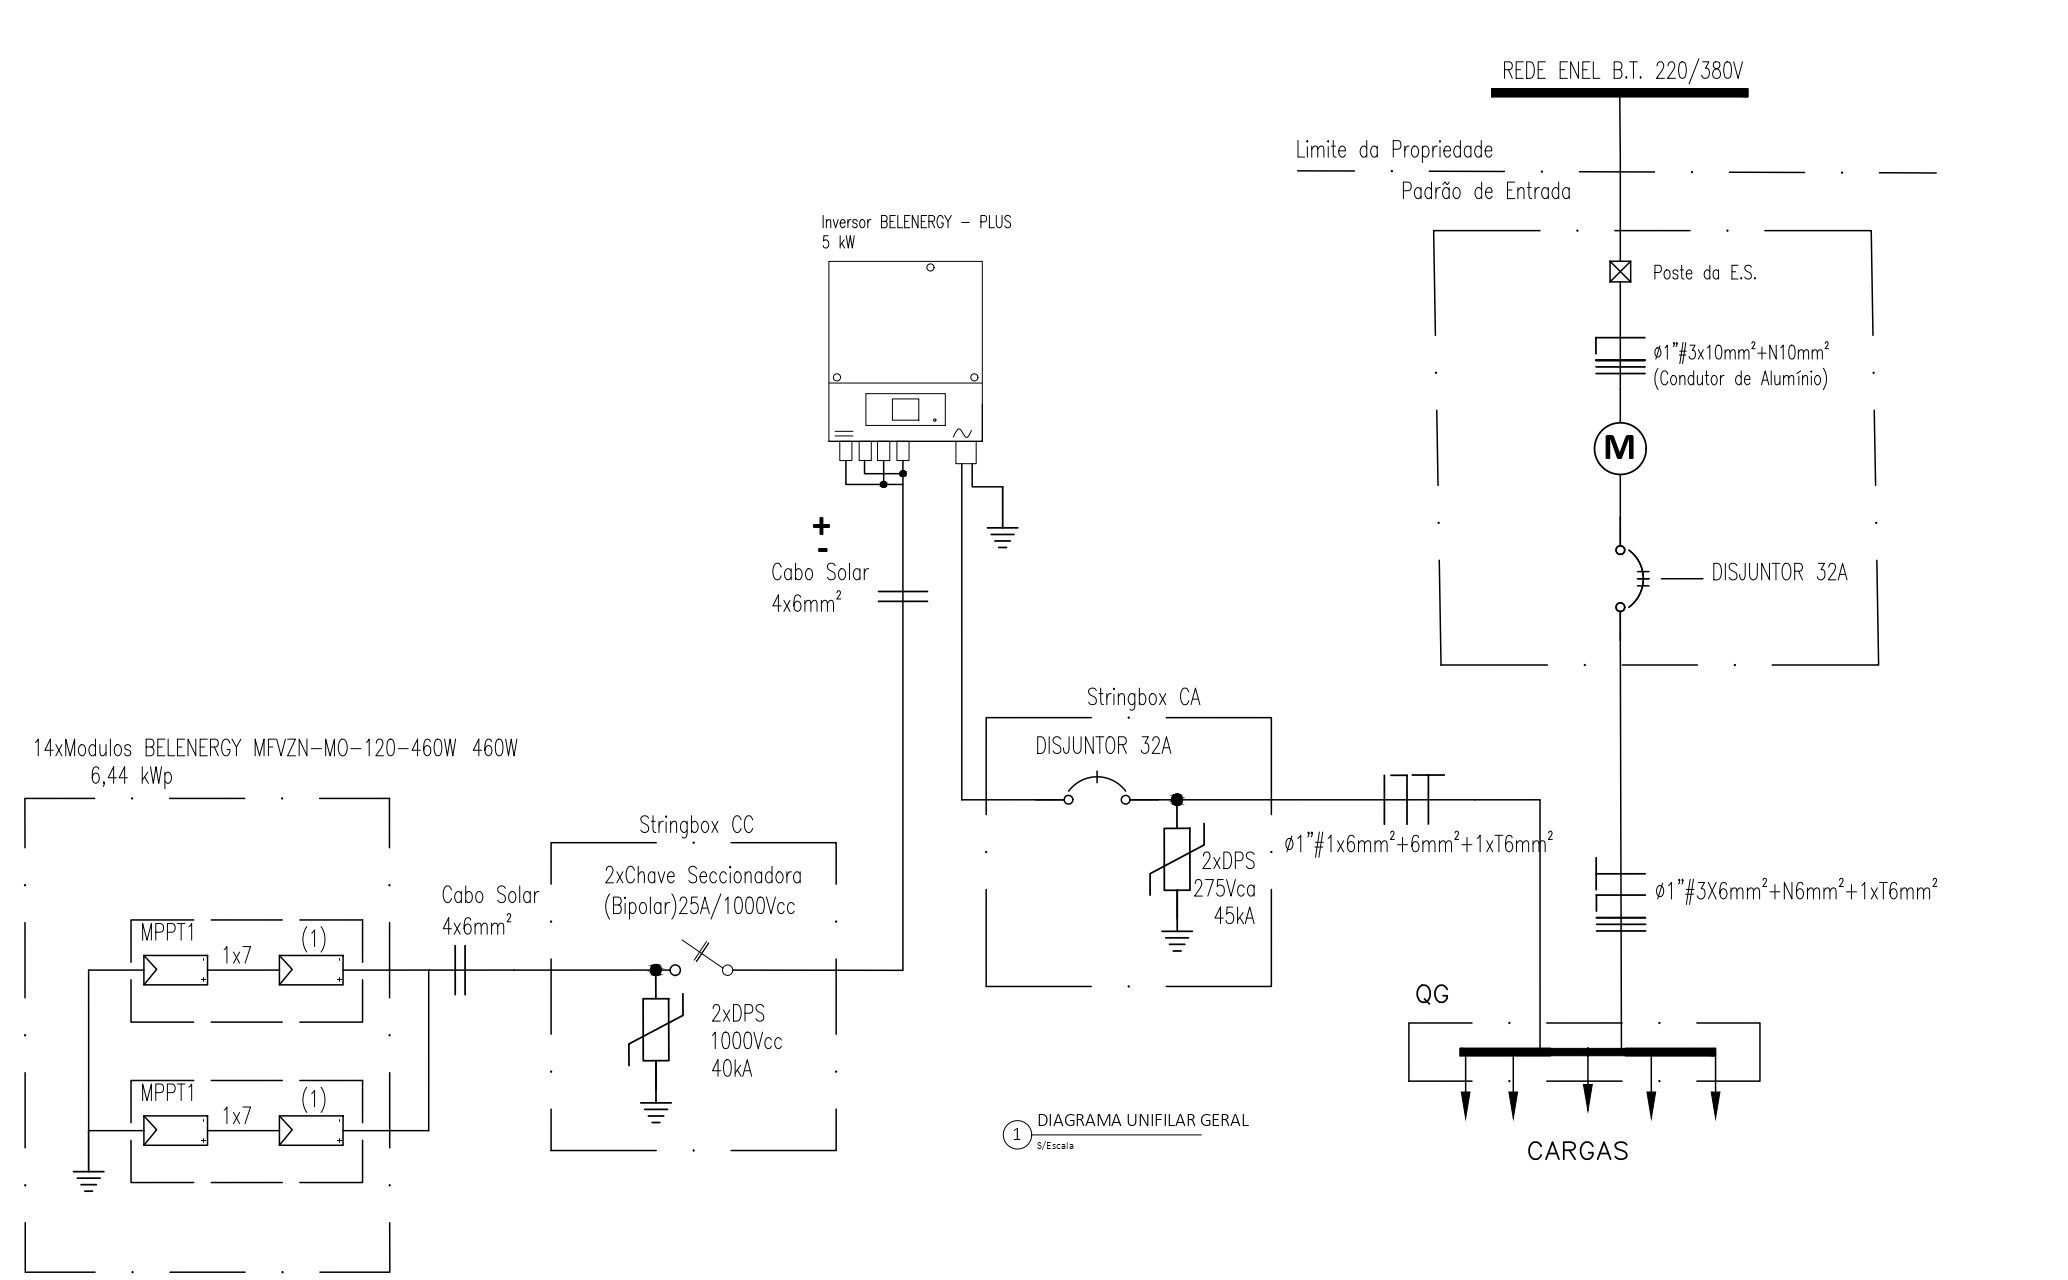 REDE ENEL B.T. 220/380V
Limite da Propriedade
Padrão de Entrada
Inversor BELENERGY - PLUS
5 kW
Poste da E.S.
ø1"#3x10mm²+N10mm²
(Condutor de Alumínio)
M
+
-
Cabo Solar
4x6mm²
DISJUNTOR 32A
Stringbox CA
DISJUNTOR 32A
14xModulos BELENERGY MFVZN-MO-120-460W 460W
6,44 kWp
Stringbox CC
2xChave Seccionadora
(Bipolar)25A/1000Vcc
Cabo Solar
4x6mm²
ø1"#1x6mm²+6mm²+1xT6mm²
2xDPS
275Vca
45kA
ø1"#3X6mm²+N6mm²+1xT6mm²
MPPT1
1x7
(1)
2xDPS
1000Vcc
40kA
QG
MPPT1
1x7
(1)
1
DIAGRAMA UNIFILAR GERAL
S/Escala
CARGAS